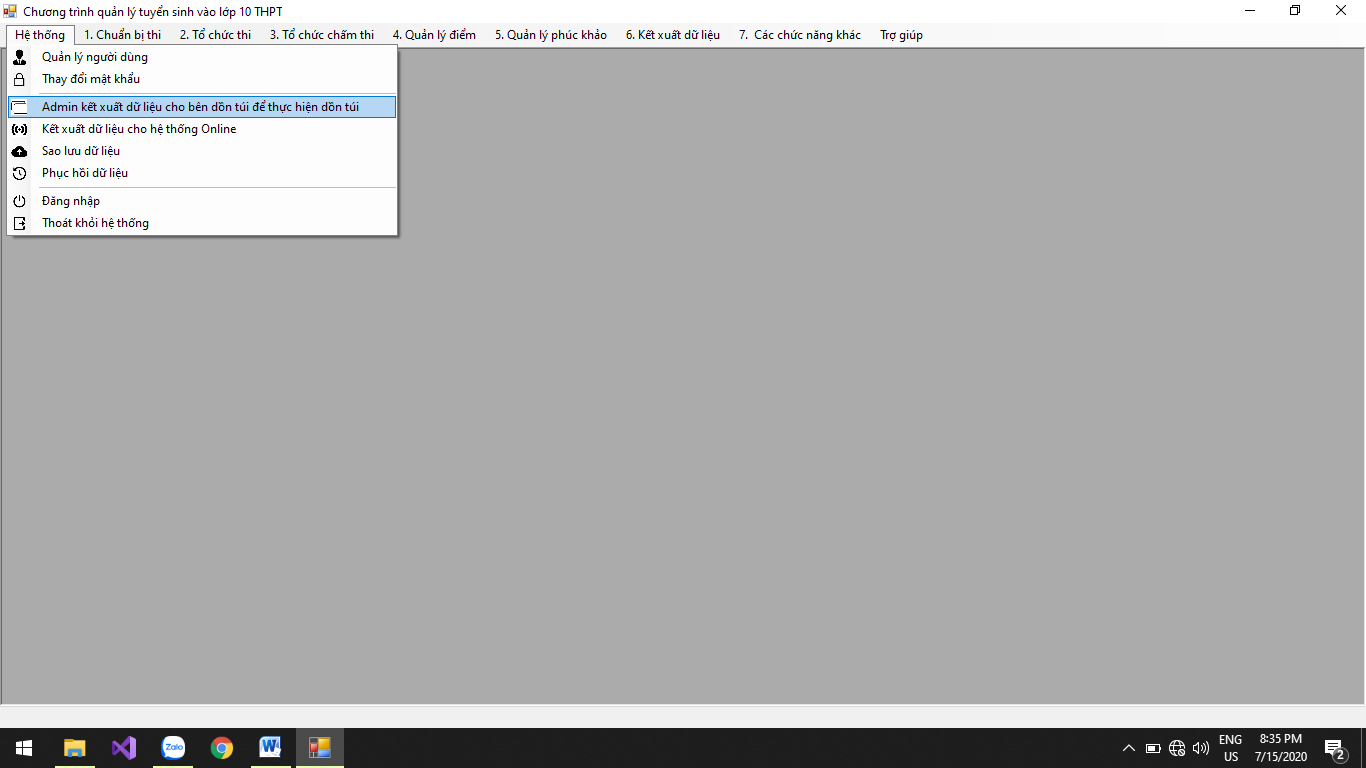 Chương trình quản lý tuyển sinh vào lớp 10 THPT
Hệ thống 1. Chuẩn bị thi 2. Tổ chức thi 3. Tổ chức chấm thi 4. Quản lý điểm 5. Quản lý phúc khảo 6. Kết xuất dữ liệu 7. Các chức năng khác Trợ giúp
Quản lý người dùng
Thay đổi mật khẩu
Admin kết xuất dữ liệu cho bên dồn túi để thực hiện dồn túi
Kết xuất dữ liệu cho hệ thống Online
Sao lưu dữ liệu
Phục hồi dữ liệu
Đăng nhập
Thoát khỏi hệ thống
Zalo
W
ENG
US
8:35 PM
7/15/2020
2